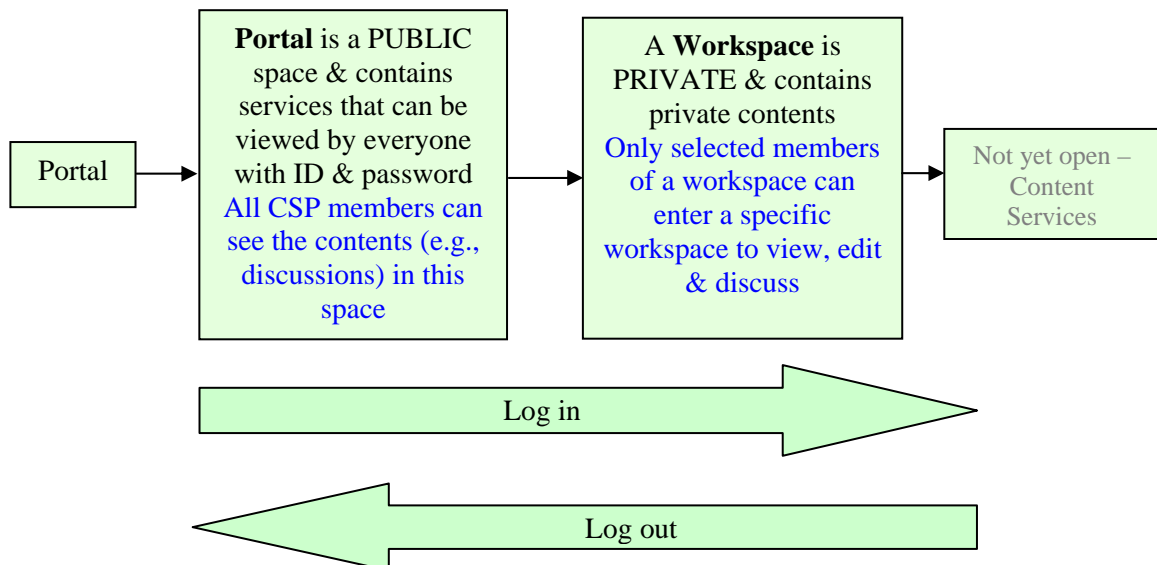 Portal
Portal is a PUBLIC
space & contains
services that can be
viewed by everyone
with ID & password
All CSP members can
see the contents (e.g.,
discussions) in this
space
A Workspace is
PRIVATE & contains
private contents
Only selected members
of a workspace can
enter a specific
workspace to view, edit
& discuss
Not yet open –
Content
Services
Log in
Log out